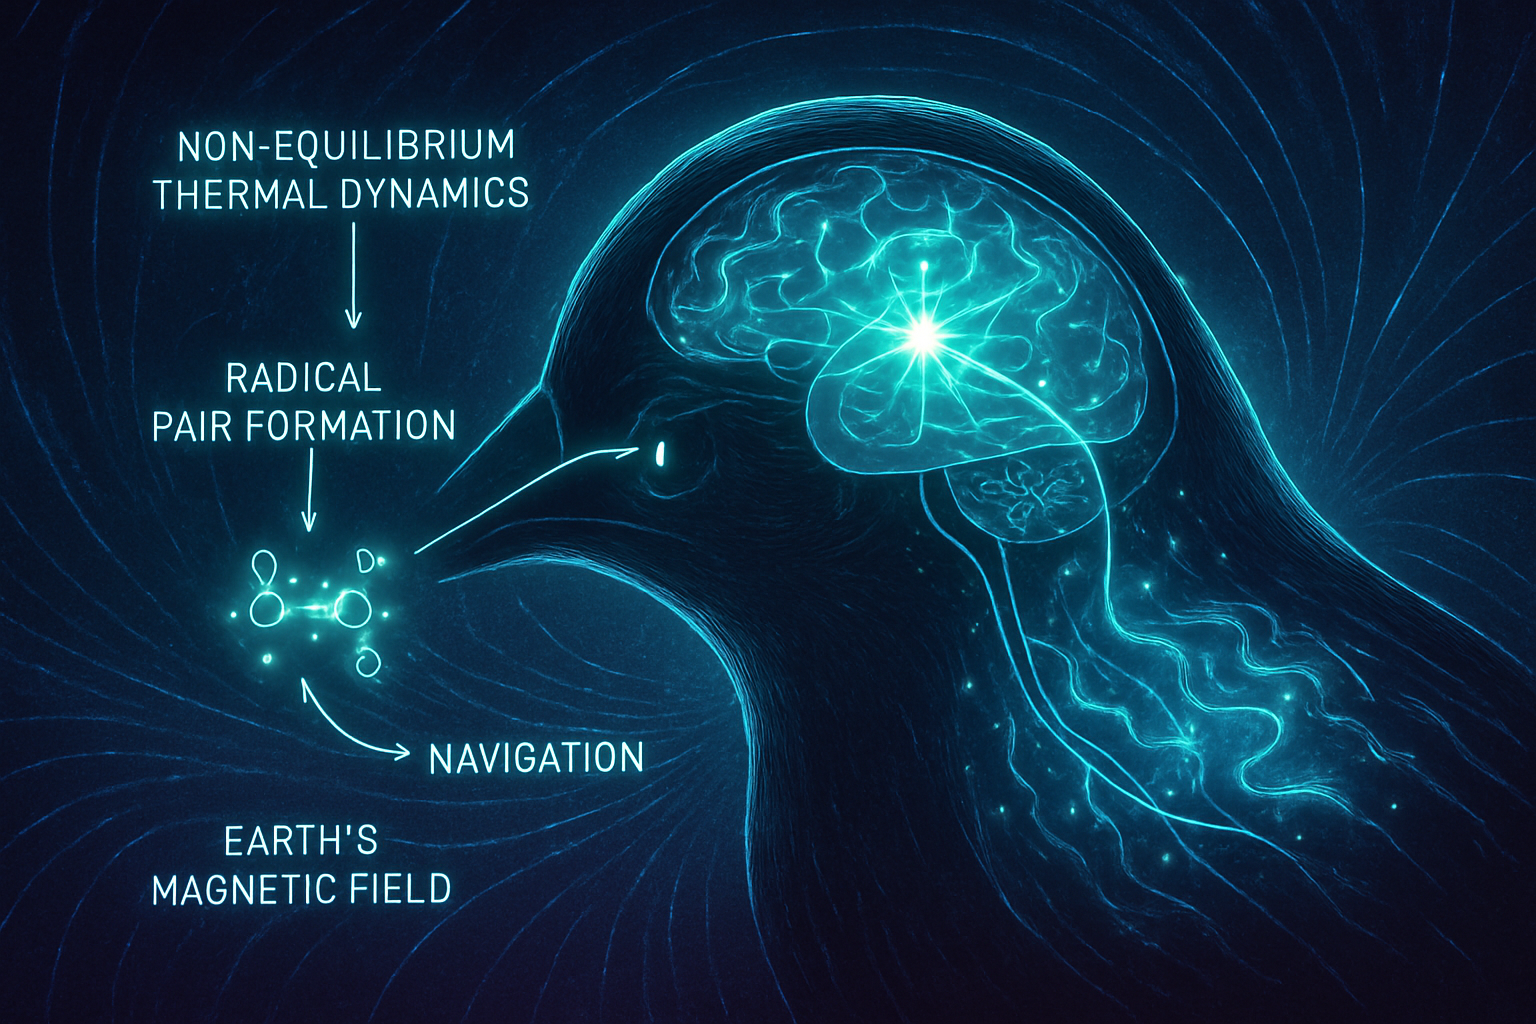 NON-EQUILIBRIUM
THERMAL DYNAMICS
RADICAL
PAIR FORMATION
NAVIGATION
EARTH'S
MAGNETIC FIELD